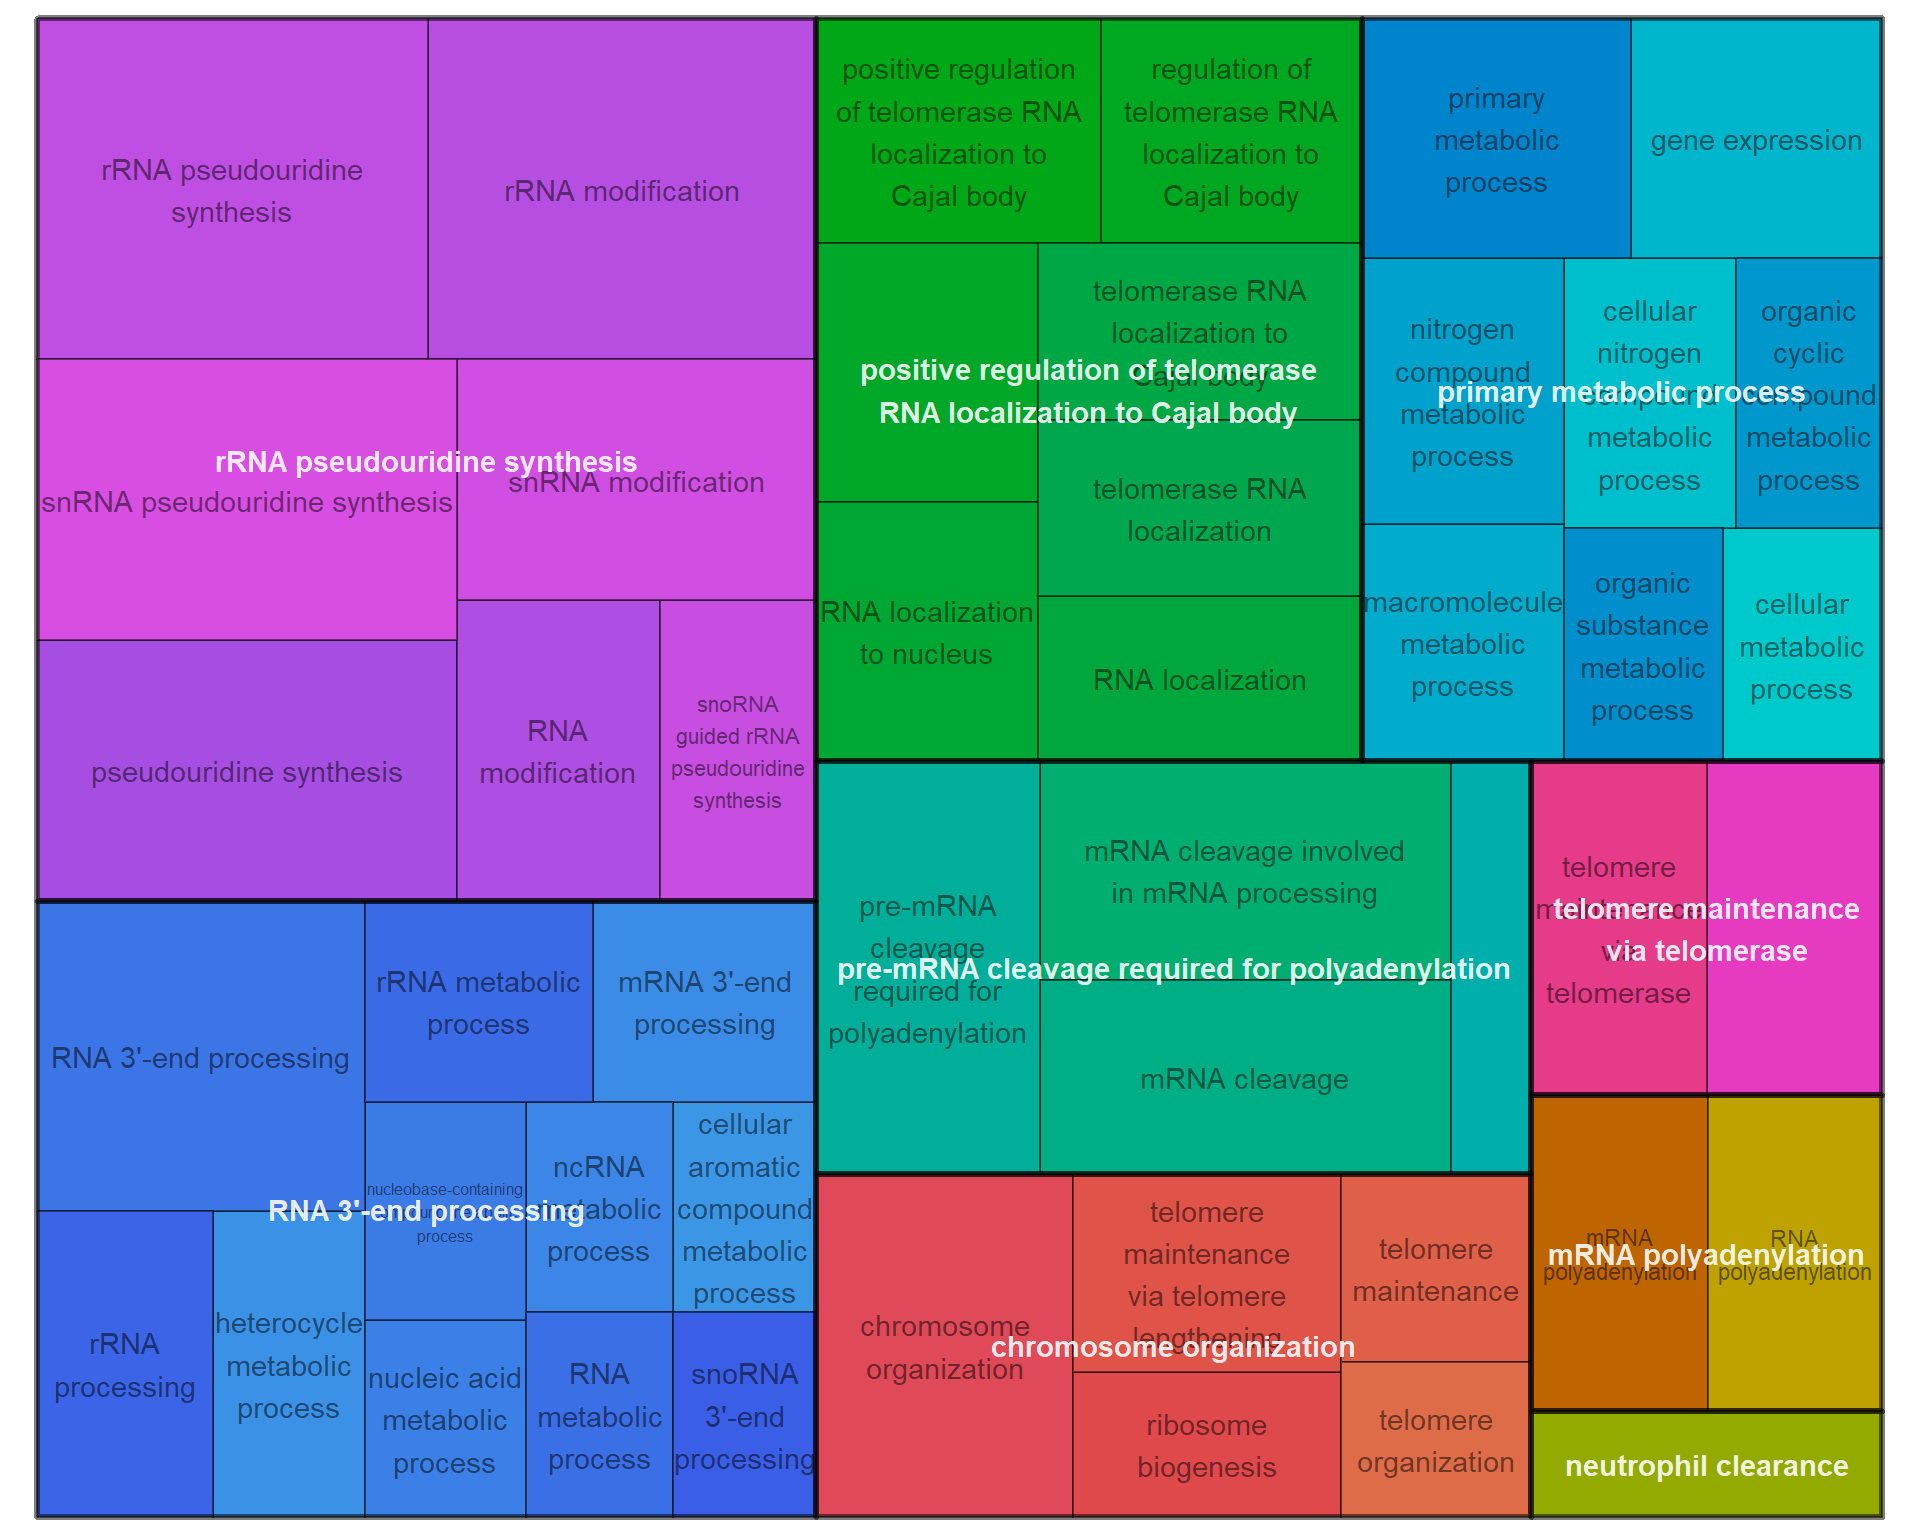 rRNA pseudouridine
synthesis
rRNA modification
snRNA pseudouridine synthesis
snRNA modification
rRNA pseudouridine synthesis
pseudouridine synthesis
RNA
modification
snoRNA
guided rRNA
pseudouridine
synthesis
positive regulation
of telomerase RNA
localization to
Cajal body
regulation of
telomerase RNA
localization to
Cajal body
telomerase RNA
localization to
Cajal body
positive regulation of telomerase
RNA localization to Cajal body
telomerase RNA
localization
RNA localization
to nucleus
RNA localization
primary
metabolic
process
gene expression
nitrogen
compound
metabolic
process
cellular
nitrogen
compound
metabolic
process
organic
cyclic
compound
metabolic
process
primary metabolic process
macromolecule
metabolic
process
organic
substance
metabolic
process
cellular
metabolic
process
RNA 3'-end processing
rRNA metabolic
process
mRNA 3'-end
processing
nucleobase-containing
process
ncRNA
metabolic
process
cellular
aromatic
compound
metabolic
process
RNA 3'-end processing
rRNA
processing
heterocycle
metabolic
process
nucleic acid
metabolic
process
RNA
metabolic
process
snoRNA
3'-end
processing
pre-mRNA
cleavage
required for
polyadenylation
mRNA cleavage involved
in mRNA processing
pre-mRNA cleavage required for polyadenylation
mRNA cleavage
telomere
maintenance
via
telomerase
telomere maintenance
via telomerase
chromosome
organization
telomere
maintenance
via telomere
lengthening
telomere
maintenance
chromosome organization
ribosome
biogenesis
telomere
organization
mRNA
polyadenylation
RNA
polyadenylation
mRNA polyadenylation
neutrophil clearance